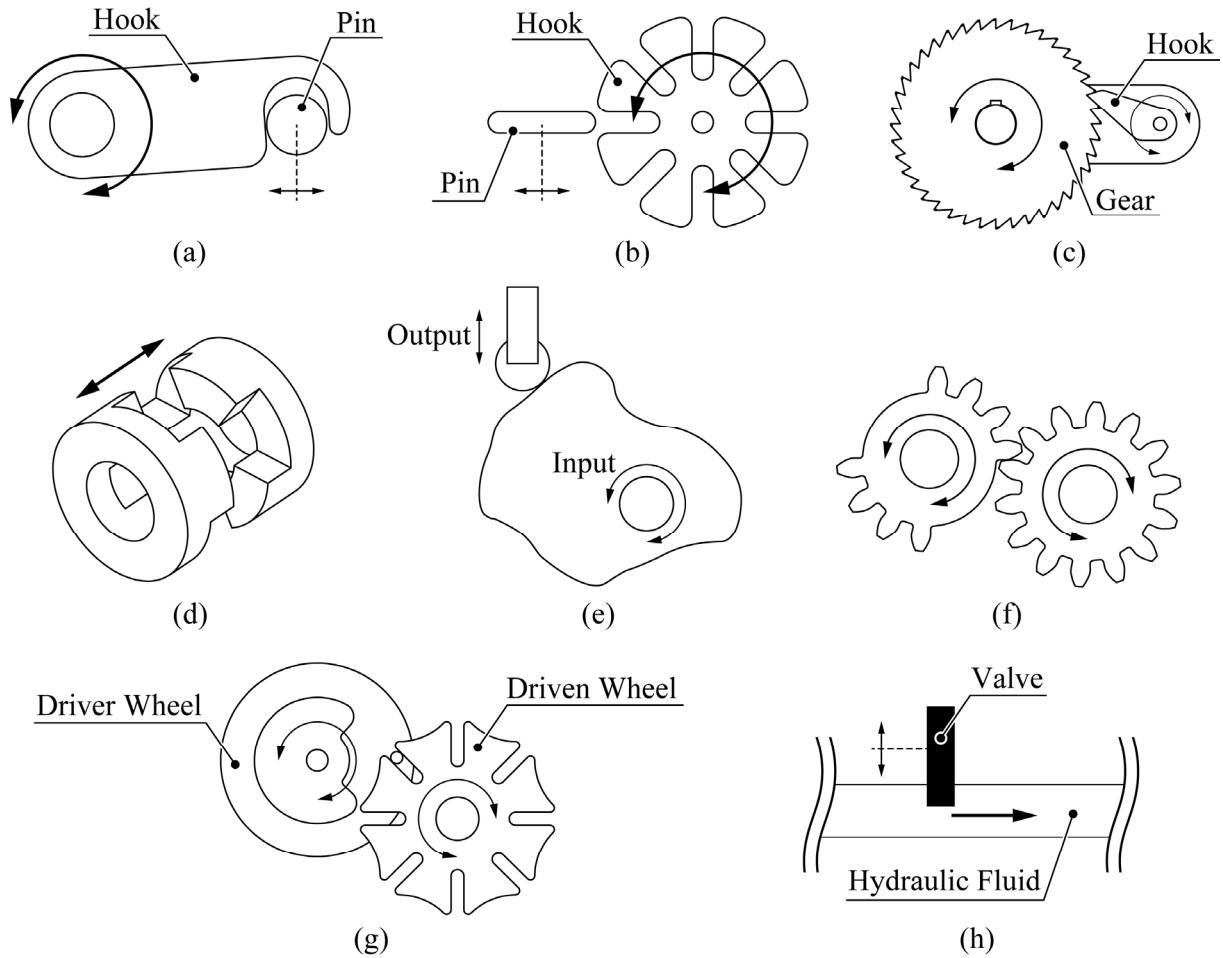 Hook
Pin
(a)
Hook
Pin
(b)
Hook
Gear
(c)
(d)
Output
Input
(e)
(f)
Driver Wheel
Driven Wheel
(g)
Valve
Hydraulic Fluid
(h)